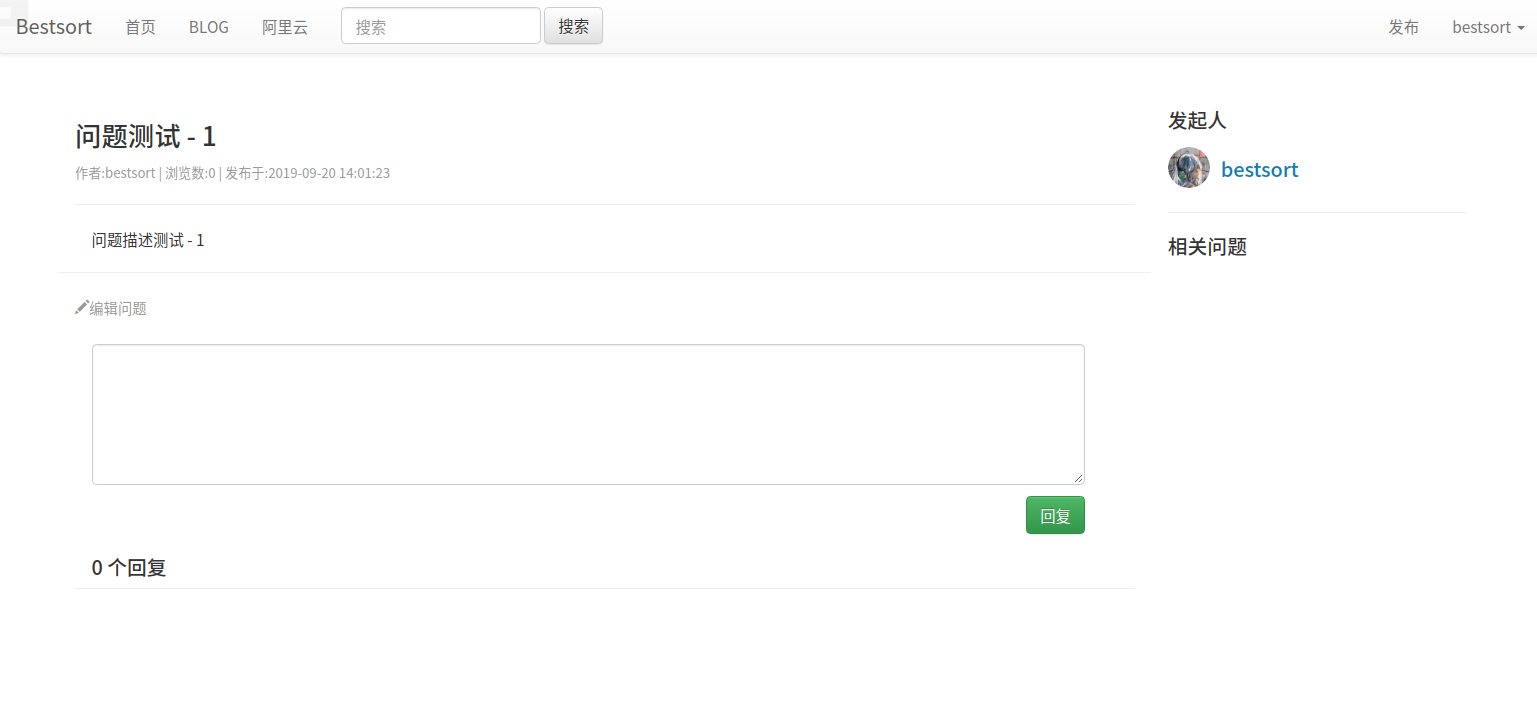 Bestsort 首页 BLOG 阿里云 搜索 搜索 发布 bestsort
问题测试 - 1
作者:bestsort | 浏览数:0 | 发布于:2019-09-20 14:01:23
问题描述测试 - 1
编辑问题
回复
0 个回复
发起人
bestsort
相关问题